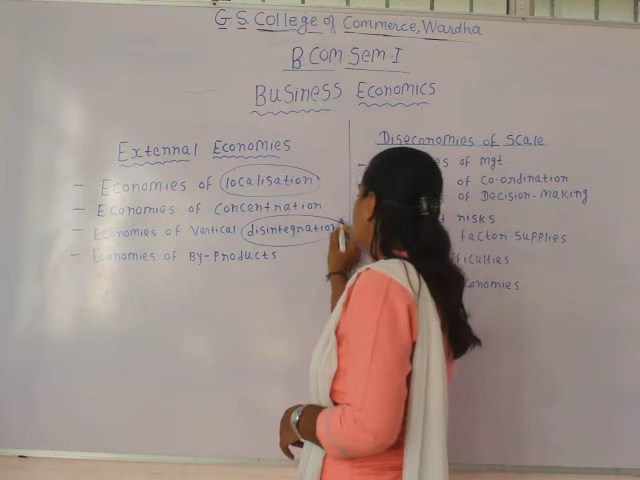 G.S. College of Commerce, Wardha
B.Com Sem-I
Business Economics
External Economies
- Economies of localisation
- Economies of concentration
- Economies of vertical disintegration
- Economies of By-products
Diseconomies of scale
of mgt.
of co-ordination
of Decision-making
risks
factor supplies